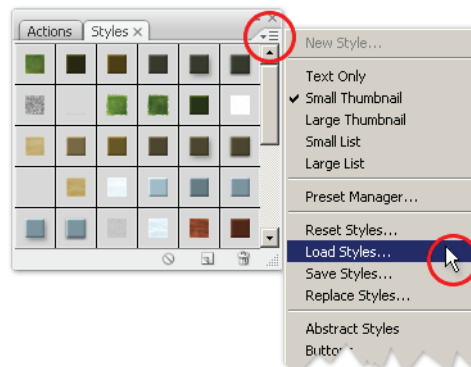 Actions Styles ×
New Style...
Text Only
Small Thumbnail
Large Thumbnail
Small List
Large List
Preset Manager...
Reset Styles...
Load Styles...
Save Styles...
Replace Styles...
Abstract Styles